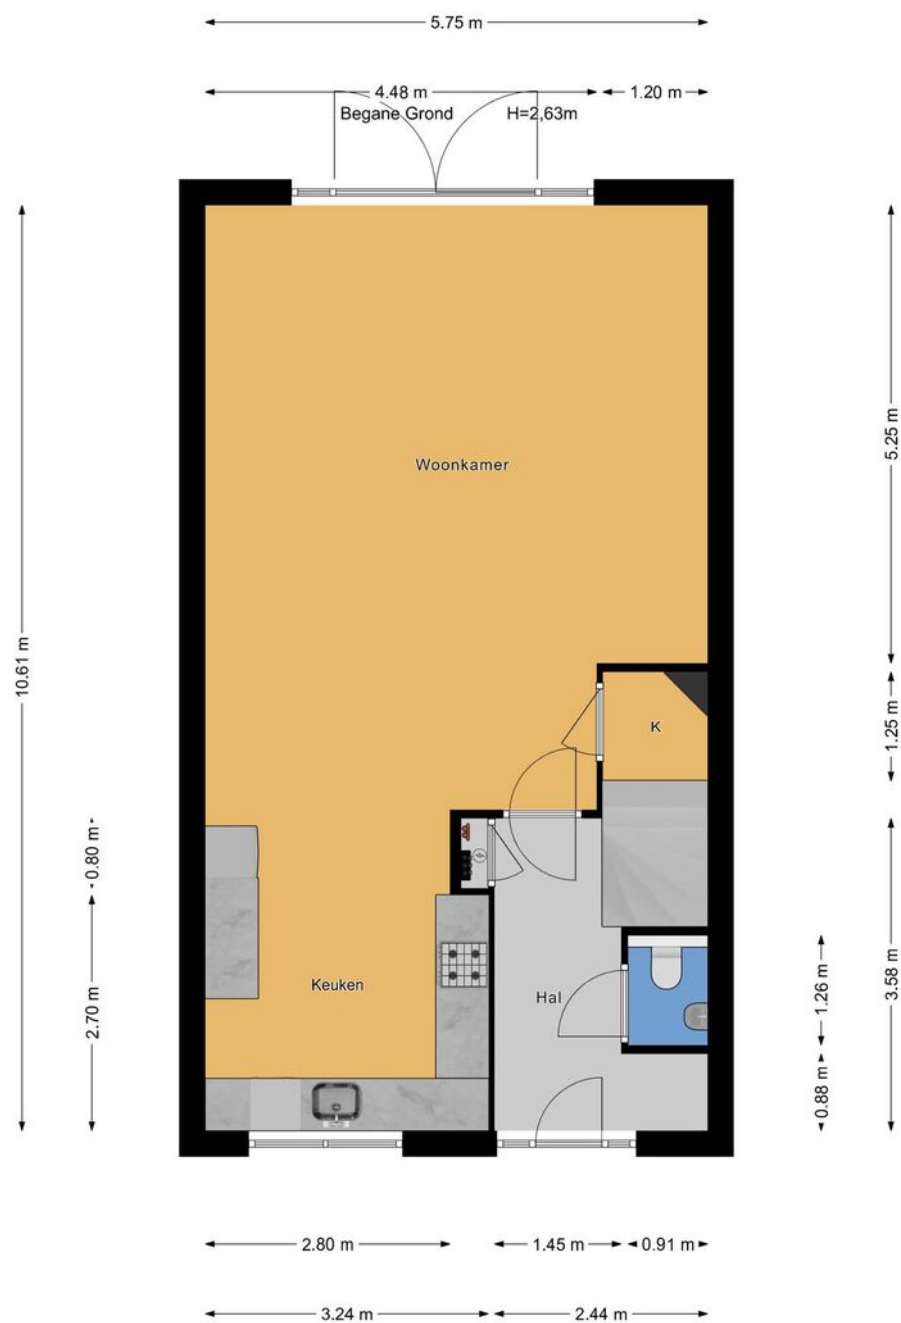 5.75 m
4.48 m
1.20 m
Begane Grond
H=2,63m
Woonkamer
5.25 m
10.61 m
K
1.25 m
0.80 m
Keuken
Hal
2.70 m
1.26 m
3.58 m
0.88 m
2.80 m
1.45 m
0.91 m
3.24 m
2.44 m